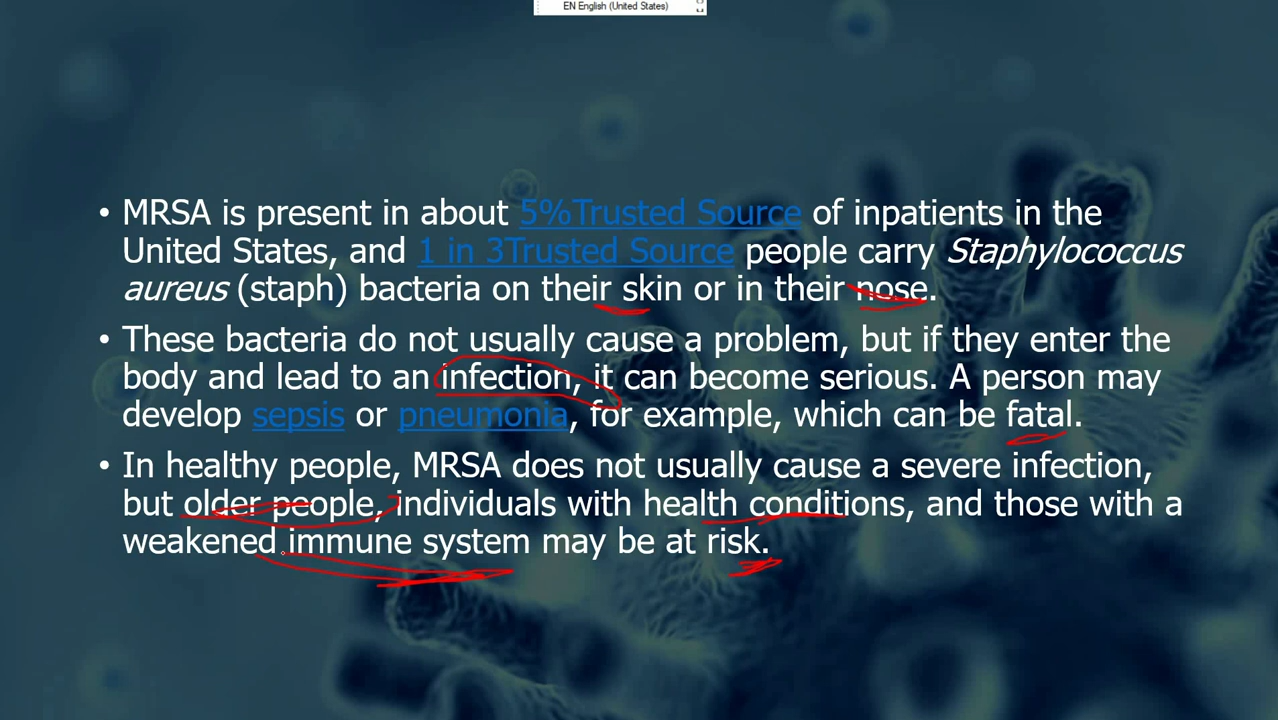 EN English (United States)
• MRSA is present in about 5%Trusted Source of inpatients in the
United States, and 1 in 3Trusted Source people carry Staphylococcus
aureus (staph) bacteria on their skin or in their nose.
• These bacteria do not usually cause a problem, but if they enter the
body and lead to an infection, it can become serious. A person may
develop sepsis or pneumonia, for example, which can be fatal.
• In healthy people, MRSA does not usually cause a severe infection,
but older people, individuals with health conditions, and those with a
weakened immune system may be at risk.